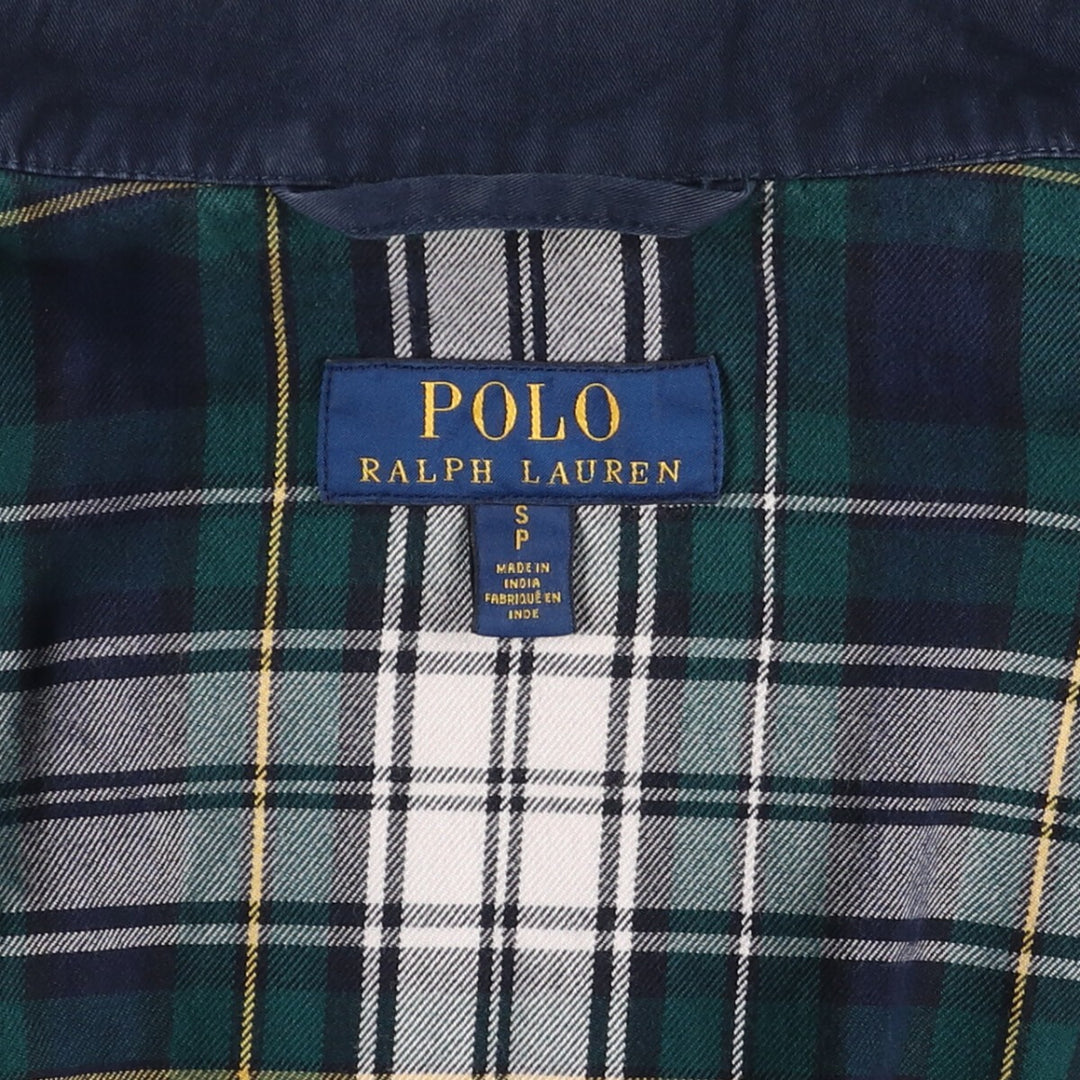 POLO
RALPH LAUREN
S
P
MADE IN
INDIA
FABRIQUÉ EN
INDE